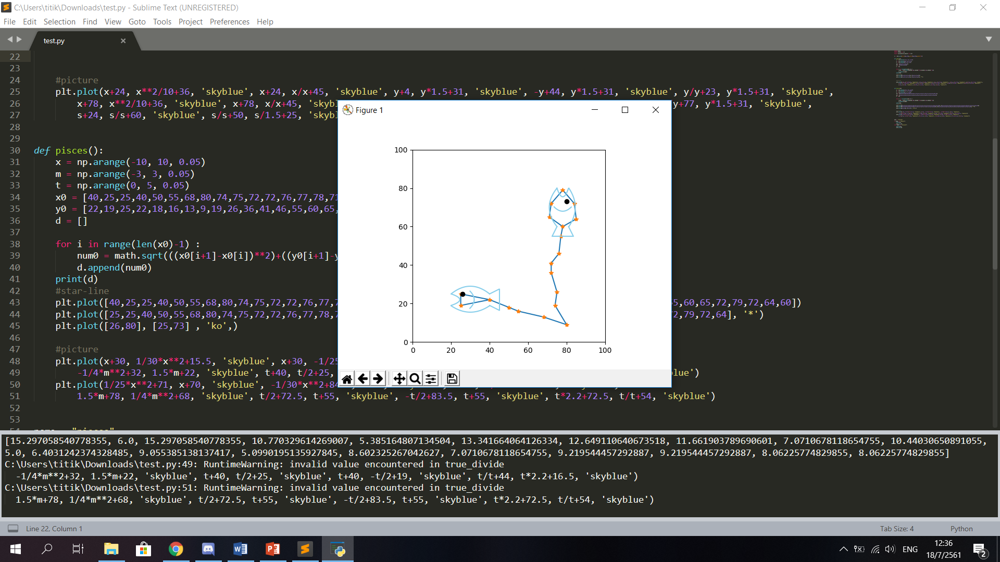 C:\Users\titik\Downloads\test.py - Sublime Text (UNREGISTERED)
File Edit Selection Find View Goto Tools Project Preferences Help
test.py
22
23
24 #picture
25 plt.plot(x+24, x**2/10+36, 'skyblue', x+24, x/x+45, 'skyblue', y+4, y*1.5+31, 'skyblue', -y+44, y*1.5+31, 'skyblue', y/y+23, y*1.5+31, 'skyblue',
26 x+78, x**2/10+36, 'skyblue', x+78, x/x+45, 'skyb y+77, y*1.5+31, 'skyblue',
27 s+24, s/s+60, 'skyblue', s/s+50, s/1.5+25, 'skyb
28
29
30 def pisces():
31 x = np.arange(-10, 10, 0.05)
32 m = np.arange(-3, 3, 0.05)
33 t = np.arange(0, 5, 0.05)
34 x0 = [40,25,25,40,50,55,68,80,74,75,72,72,76,77,78,71
35 y0 = [22,19,25,22,18,16,13,9,19,26,36,41,46,55,60,65,
36 d = []
37
38 for i in range(len(x0)-1) :
39 num0 = math.sqrt(((x0[i+1]-x0[i])**2)+((y0[i+1]-y
40 d.append(num0)
41 print(d)
42 #star-line
43 plt.plot([40,25,25,40,50,55,68,80,74,75,72,72,76,77,7 5,60,65,72,79,72,64,60])
44 plt.plot([25,25,40,50,55,68,80,74,75,72,72,76,77,78,7 2,79,72,64], '*')
45 plt.plot([26,80], [25,73] , 'ko',)
46
47 #picture
48 plt.plot(x+30, 1/30*x**2+15.5, 'skyblue', x+30, -1/25
49 -1/4*m**2+32, 1.5*m+22, 'skyblue', t+40, t/2+25, lue')
50 plt.plot(1/25*x**2+71, x+70, 'skyblue', -1/30*x**2+84
51 1.5*m+78, 1/4*m**2+68, 'skyblue', t/2+72.5, t+55, 'skyblue', -t/2+83.5, t+55, 'skyblue', t*2.2+72.5, t/t+54, 'skyblue')
52
53
Figure 1
100
80
60
40
20
0
0 20 40 60 80 100
[15.297058540778355, 6.0, 15.297058540778355, 10.770329614269007, 5.385164807134504, 13.341664064126334, 12.649110640673518, 11.661903789690601, 7.0710678118654755, 10.44030650891055,
5.0, 6.4031242374328485, 9.055385138137417, 5.0990195135927845, 8.602325267042627, 7.0710678118654755, 9.219544457292887, 9.219544457292887, 8.06225774829855, 8.06225774829855]
C:\Users\titik\Downloads\test.py:49: RuntimeWarning: invalid value encountered in true_divide
-1/4*m**2+32, 1.5*m+22, 'skyblue', t+40, t/2+25, 'skyblue', t+40, -t/2+19, 'skyblue', t/t+44, t*2.2+16.5, 'skyblue')
C:\Users\titik\Downloads\test.py:51: RuntimeWarning: invalid value encountered in true_divide
1.5*m+78, 1/4*m**2+68, 'skyblue', t/2+72.5, t+55, 'skyblue', -t/2+83.5, t+55, 'skyblue', t*2.2+72.5, t/t+54, 'skyblue')
Line 22, Column 1
Tab Size: 4
Python
ENG
12:36
18/7/2561
2